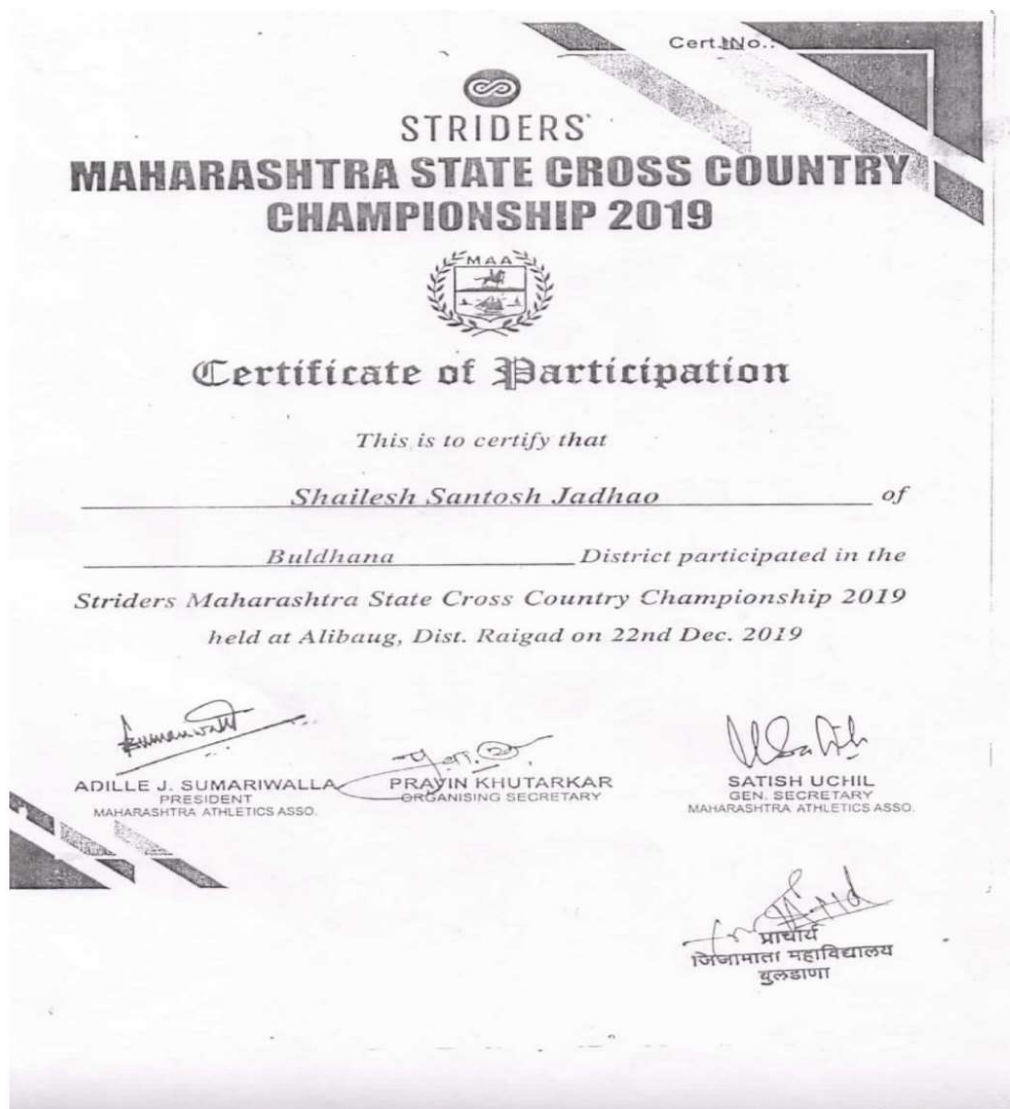 Cert. No.:
STRIDERS'
MAHARASHTRA STATE CROSS COUNTRY
CHAMPIONSHIP 2019
MAA
Certificate of Participation
This is to certify that
Shailesh Santosh Jadhao of
Buldhana District participated in the
Striders Maharashtra State Cross Country Championship 2019
held at Alibaug, Dist. Raigad on 22nd Dec. 2019
ADILLE J. SUMARIWALLA
PRESIDENT
MAHARASHTRA ATHLETICS ASSO.
PRAVIN KHUTARKAR
ORGANISING SECRETARY
SATISH UCHIL
GEN. SECRETARY
MAHARASHTRA ATHLETICS ASSO.
प्राचार्य
जिजामाता महाविद्यालय
बुलडाणा